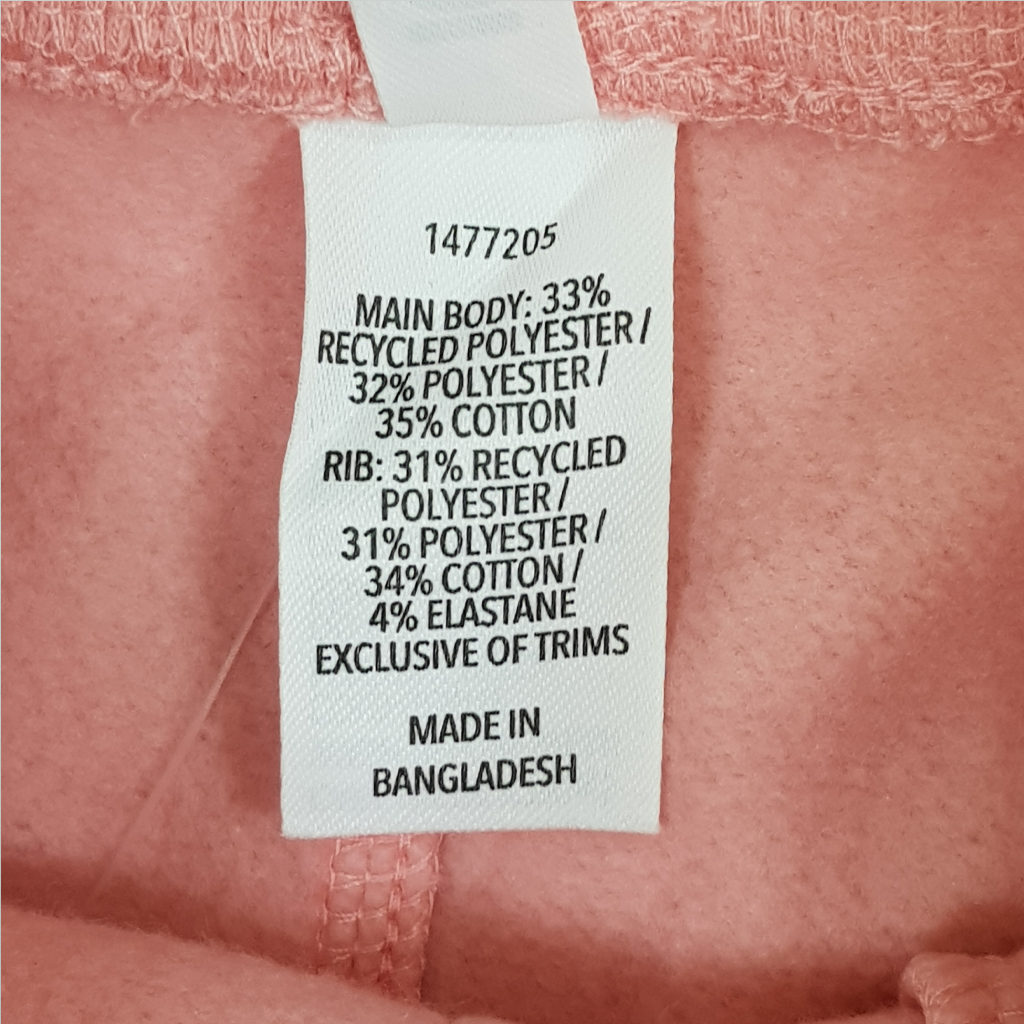 1477205
MAIN BODY: 33%
RECYCLED POLYESTER /
32% POLYESTER /
35% COTTON
RIB: 31% RECYCLED
POLYESTER /
31% POLYESTER /
34% COTTON /
4% ELASTANE
EXCLUSIVE OF TRIMS
MADE IN
BANGLADESH